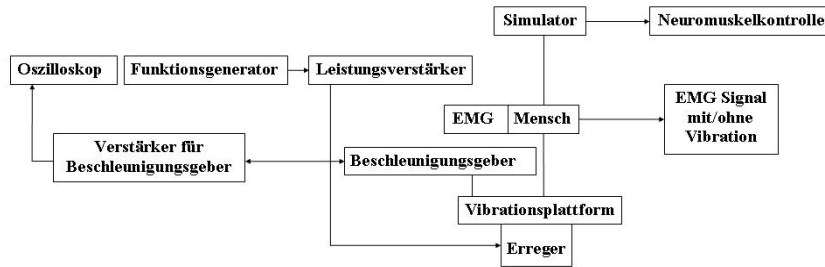 Simulator
Neuromuskelkontrolle
Oszilloskop
Funktionsgenerator
Leistungsverstärker
EMG
Mensch
EMG Signal
mit/ohne
Vibration
Verstärker für
Beschleunigungsgeber
Beschleunigungsgeber
Vibrationsplattform
Erreger